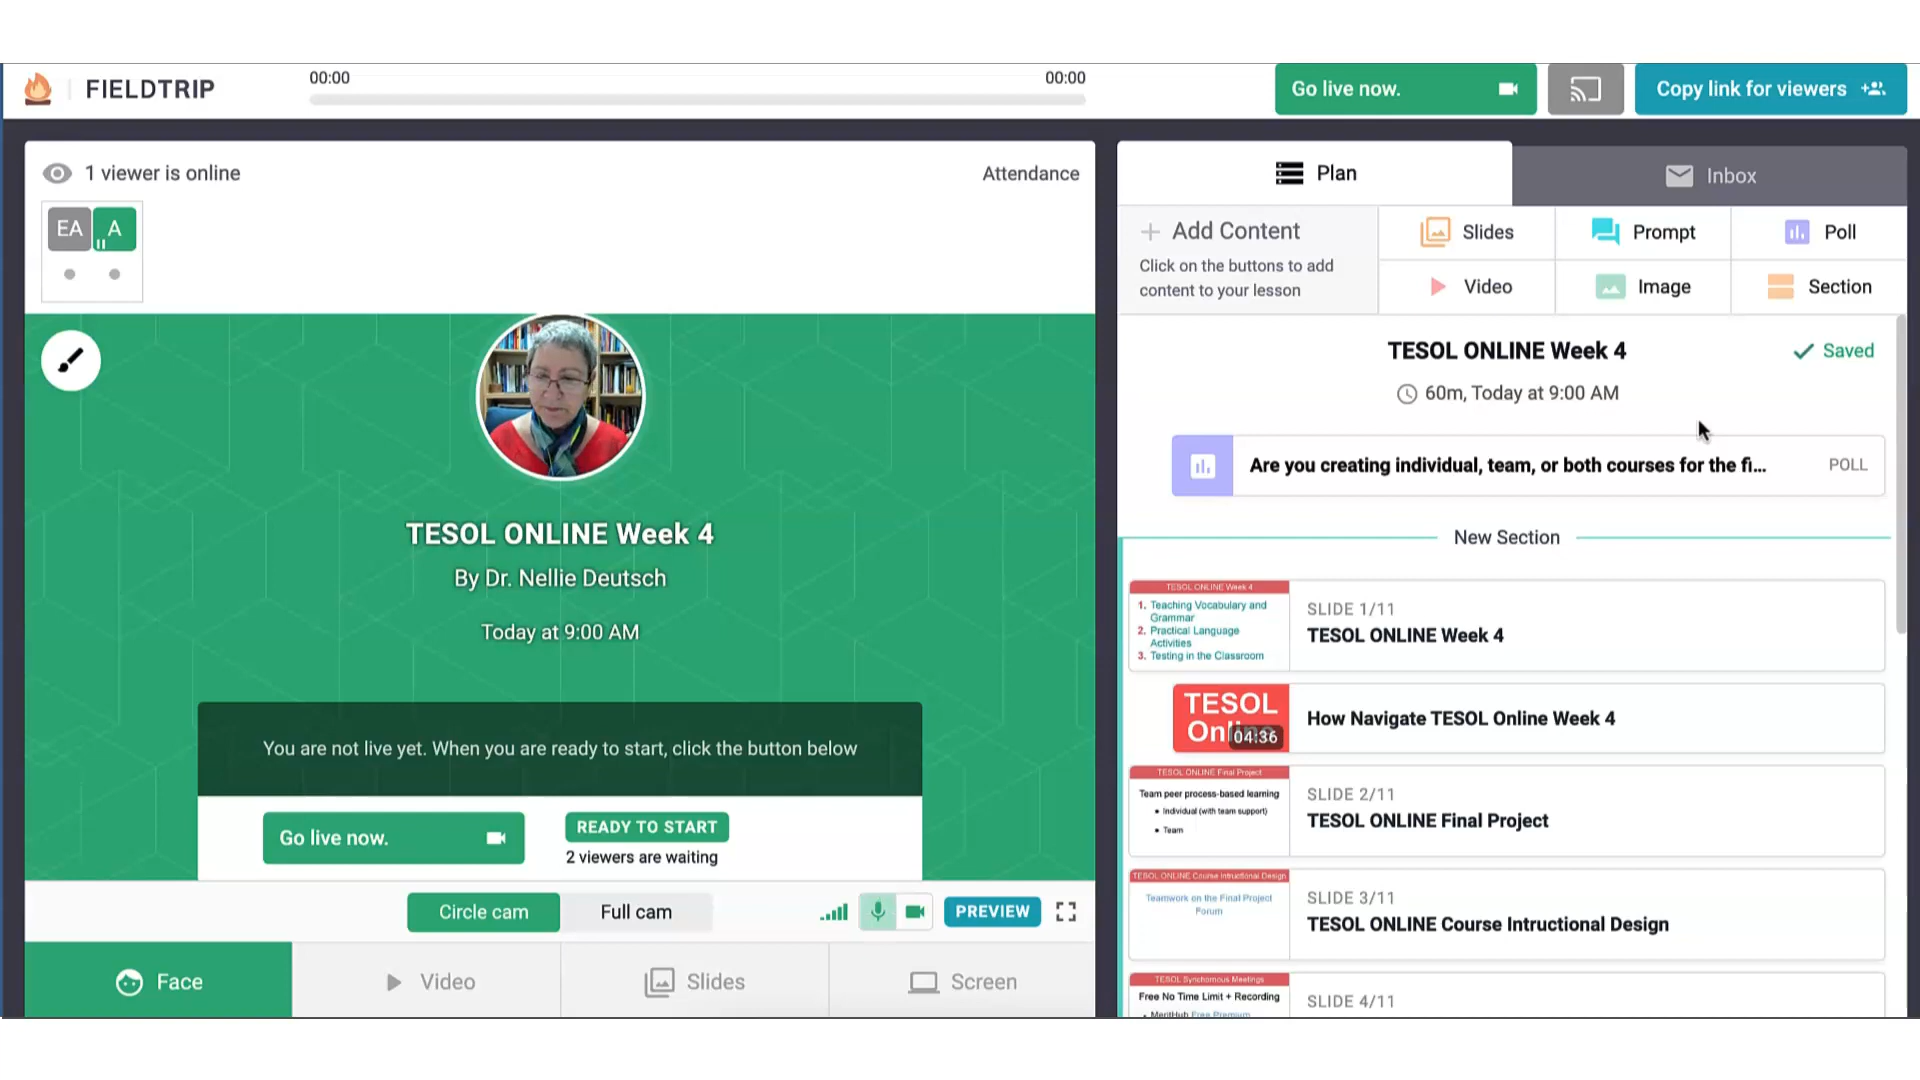 FIELDTRIP
00:00
00:00
Go live now.
Copy link for viewers
1 viewer is online
Attendance
EA
A
Plan
Inbox
Add Content
Click on the buttons to add
content to your lesson
Slides
Prompt
Poll
Video
Image
Section
TESOL ONLINE Week 4
Saved
60m, Today at 9:00 AM
Are you creating individual, team, or both courses for the fi...
POLL
New Section
TESOL ONLINE Week 4
1. Teaching Vocabulary and
Grammar
2. Practical Language
Activities
3. Testing in the Classroom
SLIDE 1/11
TESOL ONLINE Week 4
TESOL
Online
04:36
How Navigate TESOL Online Week 4
TESOL ONLINE Final Project
Team peer process-based learning
• Individual (with team support)
• Team
SLIDE 2/11
TESOL ONLINE Final Project
TESOL ONLINE Course Intructional Design
Teamwork on the Final Project
Forum
SLIDE 3/11
TESOL ONLINE Course Intructional Design
TESOL Synchornous Meetings
Free No Time Limit + Recording
• MeritHub Free Premium
SLIDE 4/11
TESOL ONLINE Week 4
By Dr. Nellie Deutsch
Today at 9:00 AM
You are not live yet. When you are ready to start, click the button below
Go live now.
READY TO START
2 viewers are waiting
Circle cam
Full cam
PREVIEW
Face
Video
Slides
Screen